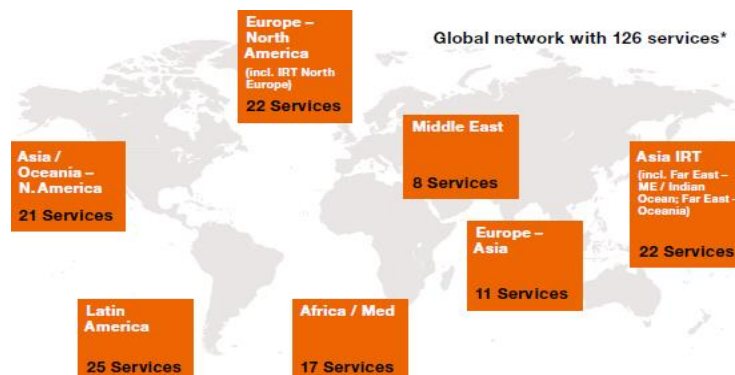 Europe –
North
America
(incl. IRT North
Europe)
22 Services
Global network with 126 services*
Middle East
8 Services
Asia /
Oceania –
N.America
21 Services
Asia IRT
(incl. Far East –
ME / Indian
Ocean; Far East –
Oceania)
22 Services
Europe –
Asia
11 Services
Latin
America
25 Services
Africa / Med
17 Services